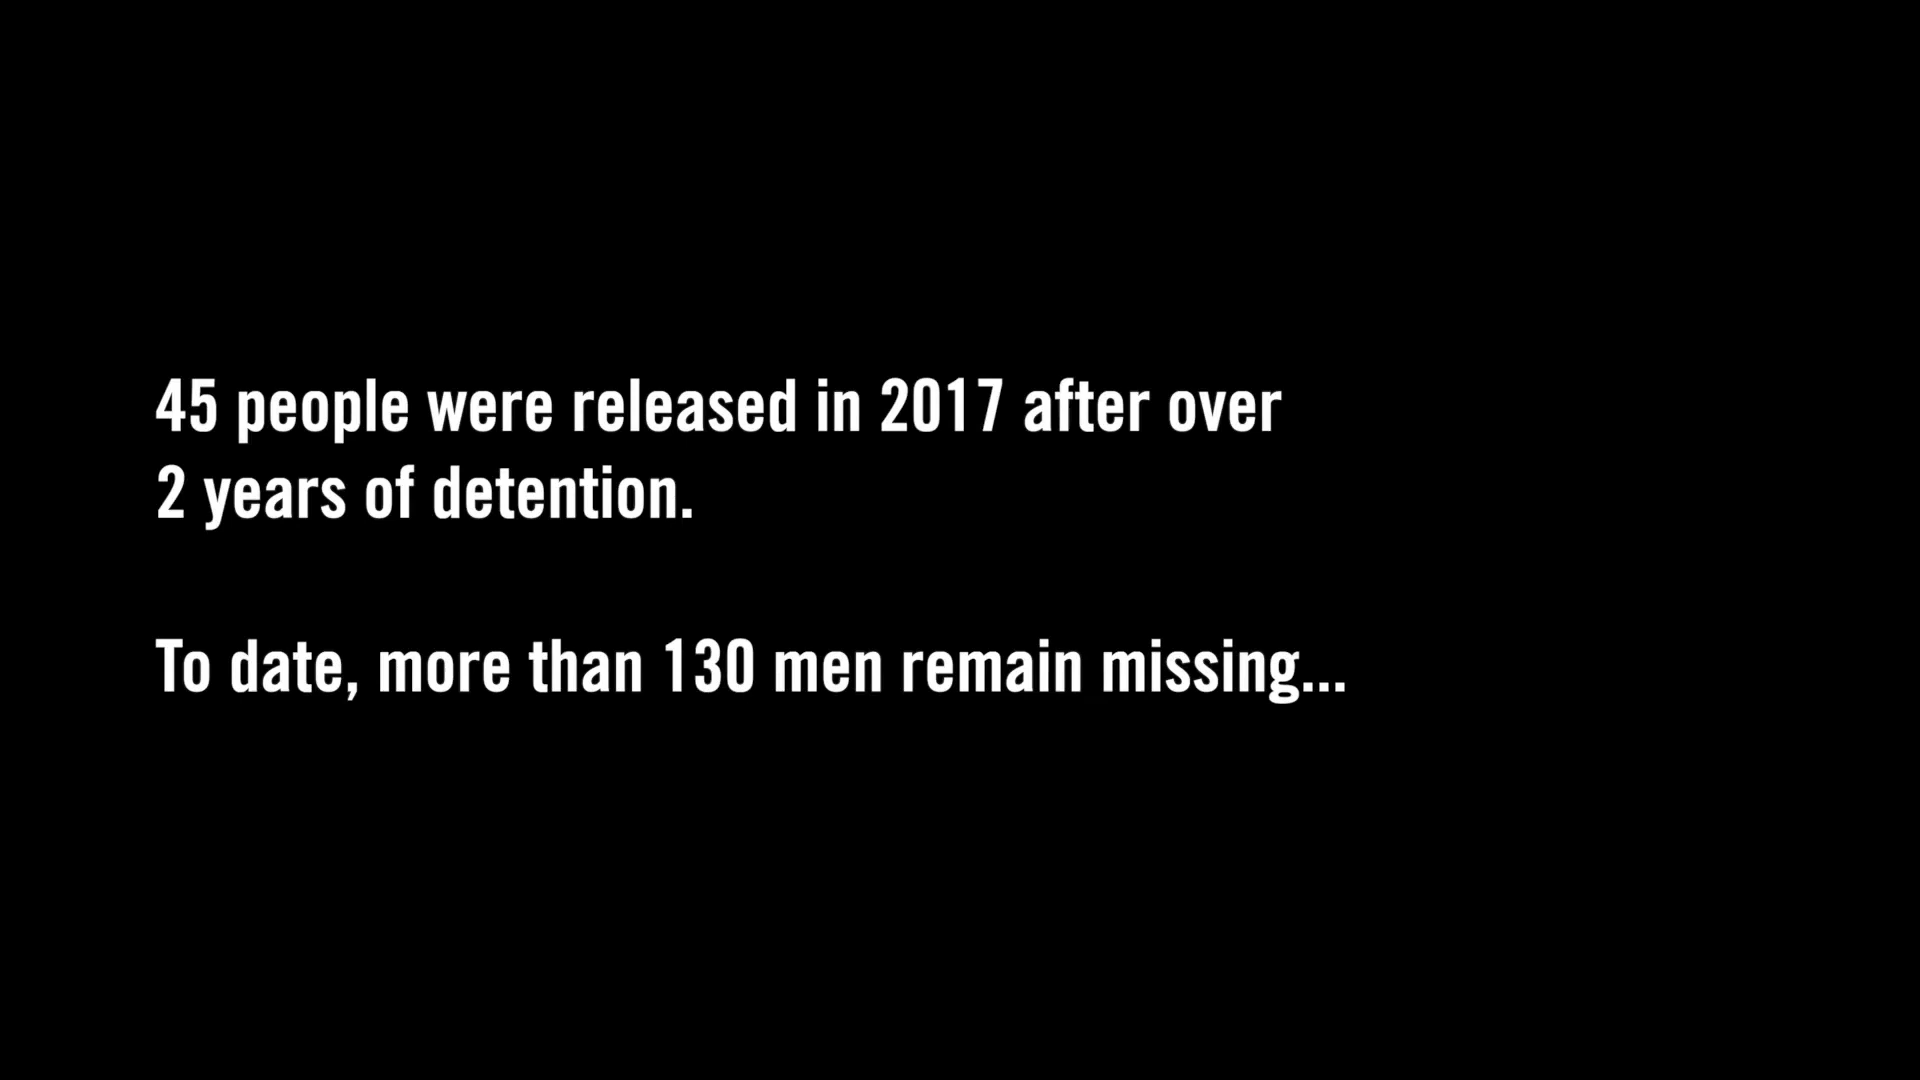 45 people were released in 2017 after over
2 years of detention.
To date, more than 130 men remain missing...